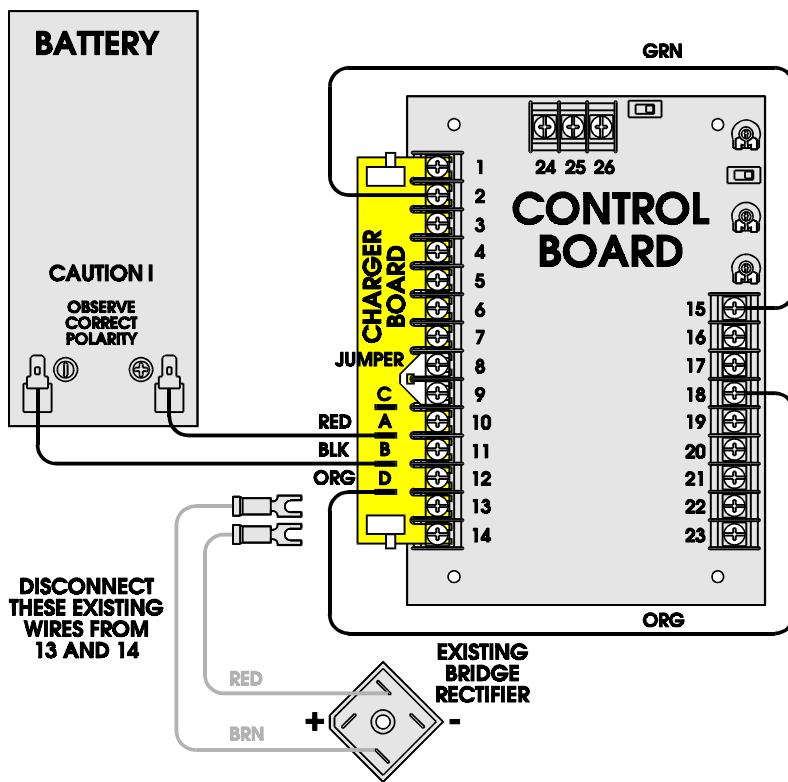 BATTERY
CAUTION !
OBSERVE
CORRECT
POLARITY
GRN
24 25 26
CONTROL
BOARD
CHARGER
BOARD
JUMPER
1
2
3
4
5
6
7
8
9
10
11
12
13
14
15
16
17
18
19
20
21
22
23
C
RED A
BLK B
ORG D
ORG
DISCONNECT
THESE EXISTING
WIRES FROM
13 AND 14
EXISTING
BRIDGE
RECTIFIER
RED
BRN
+ -